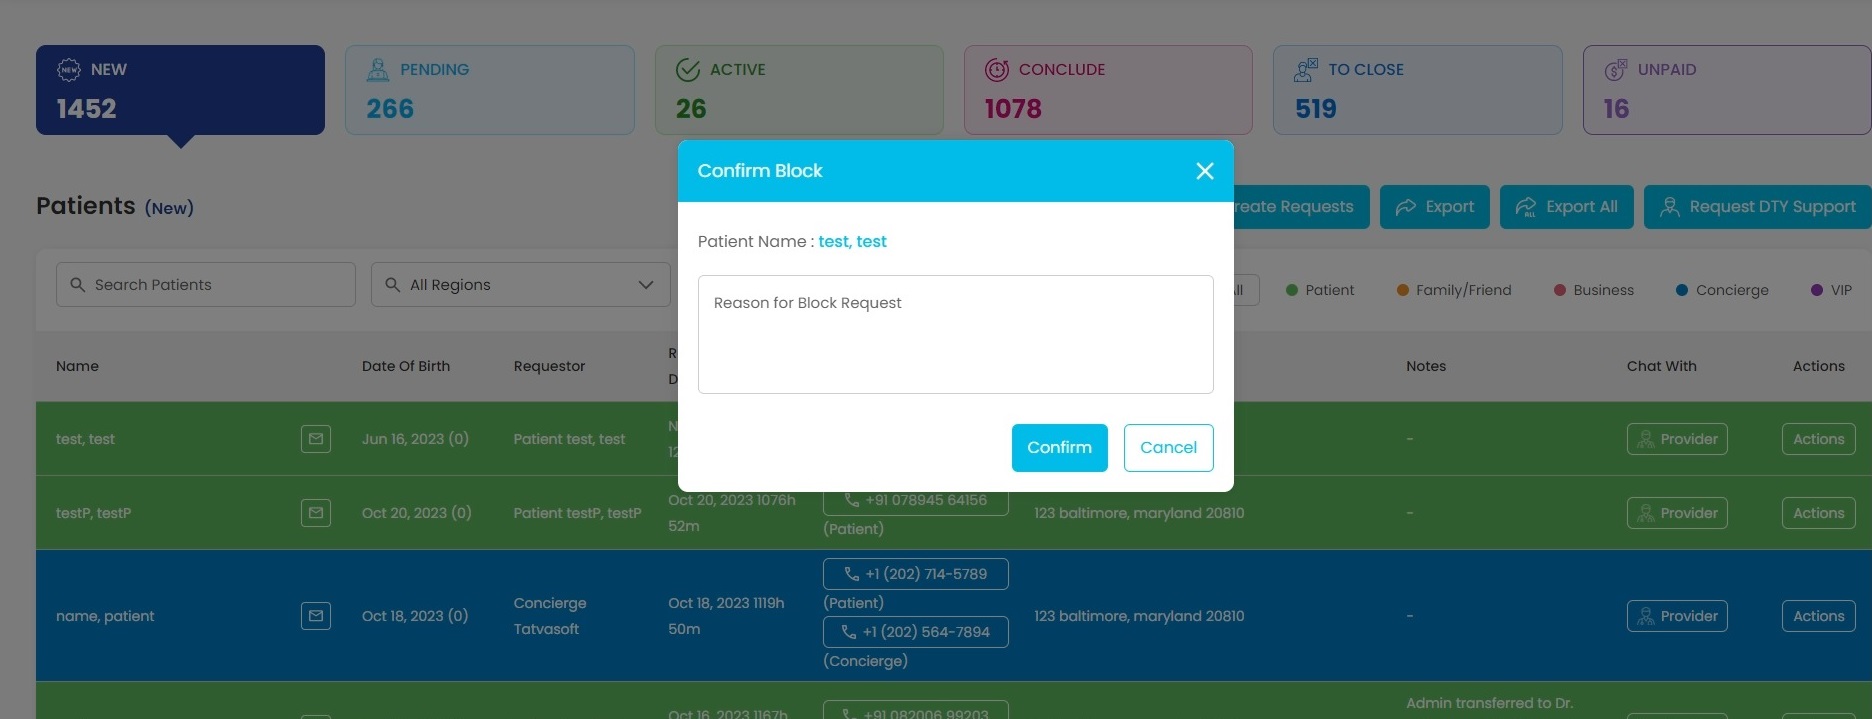 NEW
NEW
1452
PENDING
266
ACTIVE
26
CONCLUDE
1078
TO CLOSE
519
UNPAID
16
Patients (New)
reate Requests
Export
ALL
Export All
Request DTY Support
Confirm Block
Patient Name : test, test
Reason for Block Request
Confirm
Cancel
Search Patients
All Regions
Patient
Family/Friend
Business
Concierge
VIP
Name
Date Of Birth
Requestor
Notes
Chat With
Actions
test, test
Jun 16, 2023 (0)
Patient test, test
-
Provider
Actions
testP, testP
Oct 20, 2023 (0)
Patient testP, testP
Oct 20, 2023 1076h
52m
+91 078945 64156
(Patient)
123 baltimore, maryland 20810
-
Provider
Actions
name, patient
Oct 18, 2023 (0)
Concierge
Tatvasoft
Oct 18, 2023 1119h
50m
+1 (202) 714-5789
(Patient)
+1 (202) 564-7894
(Concierge)
123 baltimore, maryland 20810
-
Provider
Actions
Oct 16, 2023 1167h
+91 082006 99203
Admin transferred to Dr.